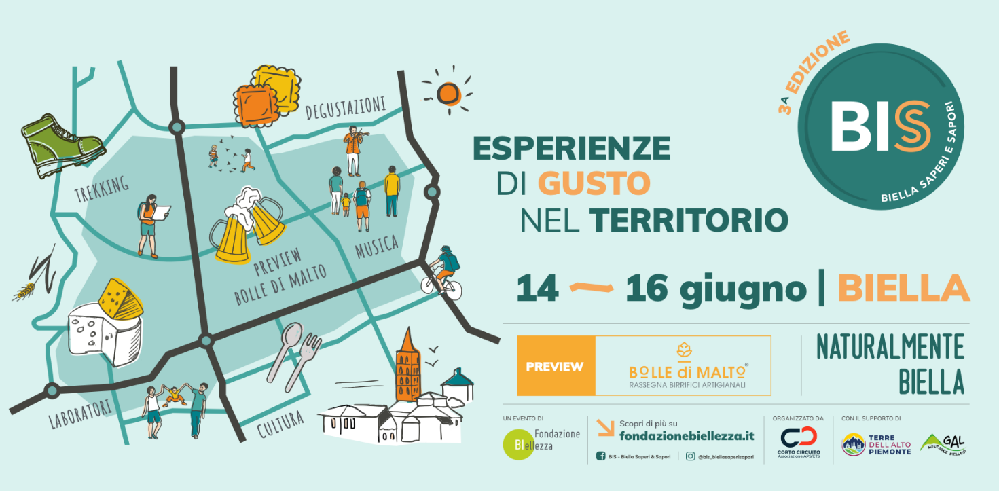 3ª EDIZIONE
BIS
BIELLA SAPERI E SAPORI
DEGUSTAZIONI
TREKKING
MUSICA
PREVIEW
BOLLE DI MALTO
LABORATORI
CULTURA
ESPERIENZE
DI GUSTO
NEL TERRITORIO
14 ~ 16 giugno | BIELLA
PREVIEW
BOLLE di MALTO®
RASSEGNA BIRRIFICI ARTIGIANALI
NATURALMENTE
BIELLA
UN EVENTO DI
Fondazione
BIellezza
Scopri di più su
fondazionebiellezza.it
BIS - Biella Saperi & Sapori
@bis_biellasaperisapori
ORGANIZZATO DA
CORTO CIRCUITO
Associazione APS/ETS
CON IL SUPPORTO DI
TERRE
DELL'ALTO
PIEMONTE
GAL
MONTAGNE BIELLESI